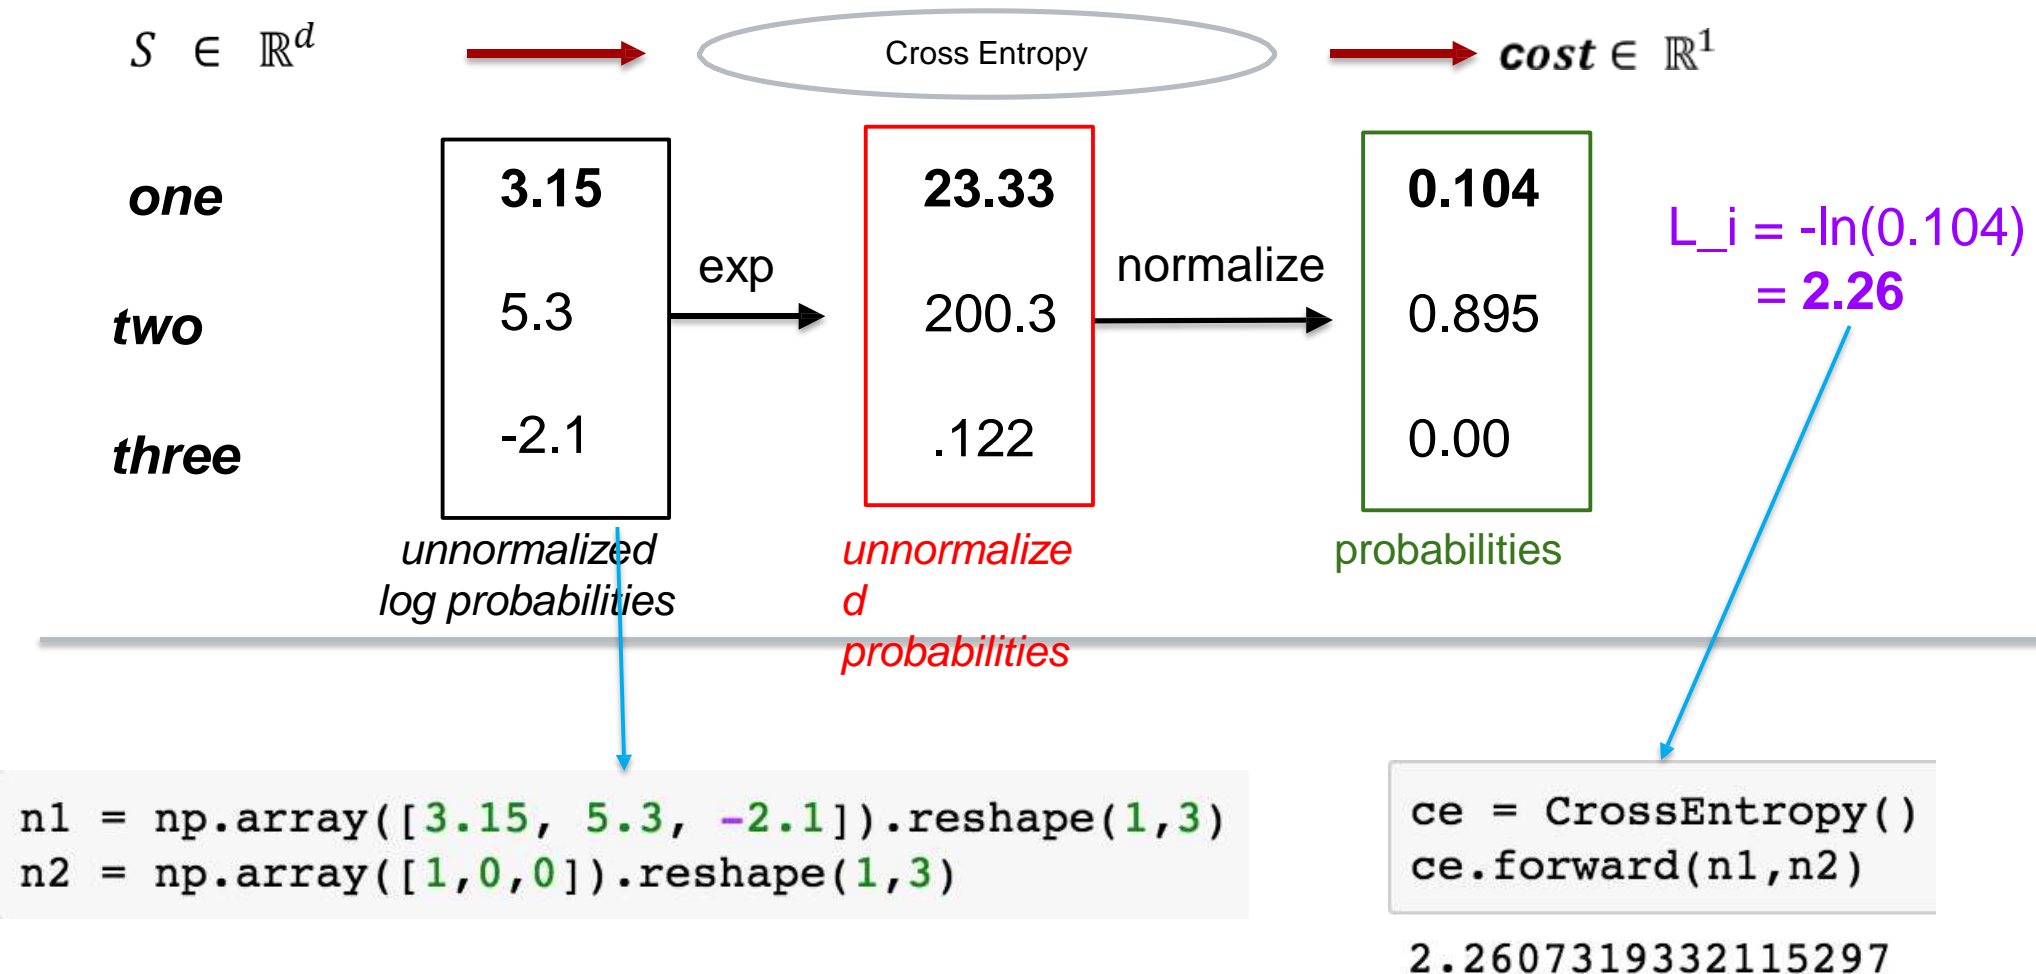 S ∈ ℝ^d
Cross Entropy
cost ∈ ℝ^1
one
3.15
23.33
0.104
L_i = -ln(0.104)
= 2.26
exp
normalize
two
5.3
200.3
0.895
three
-2.1
.122
0.00
unnormalized
log probabilities
unnormalize
d
probabilities
probabilities
n1 = np.array([3.15, 5.3, -2.1]).reshape(1,3)
n2 = np.array([1,0,0]).reshape(1,3)
ce = CrossEntropy()
ce.forward(n1,n2)
2.2607319332115297